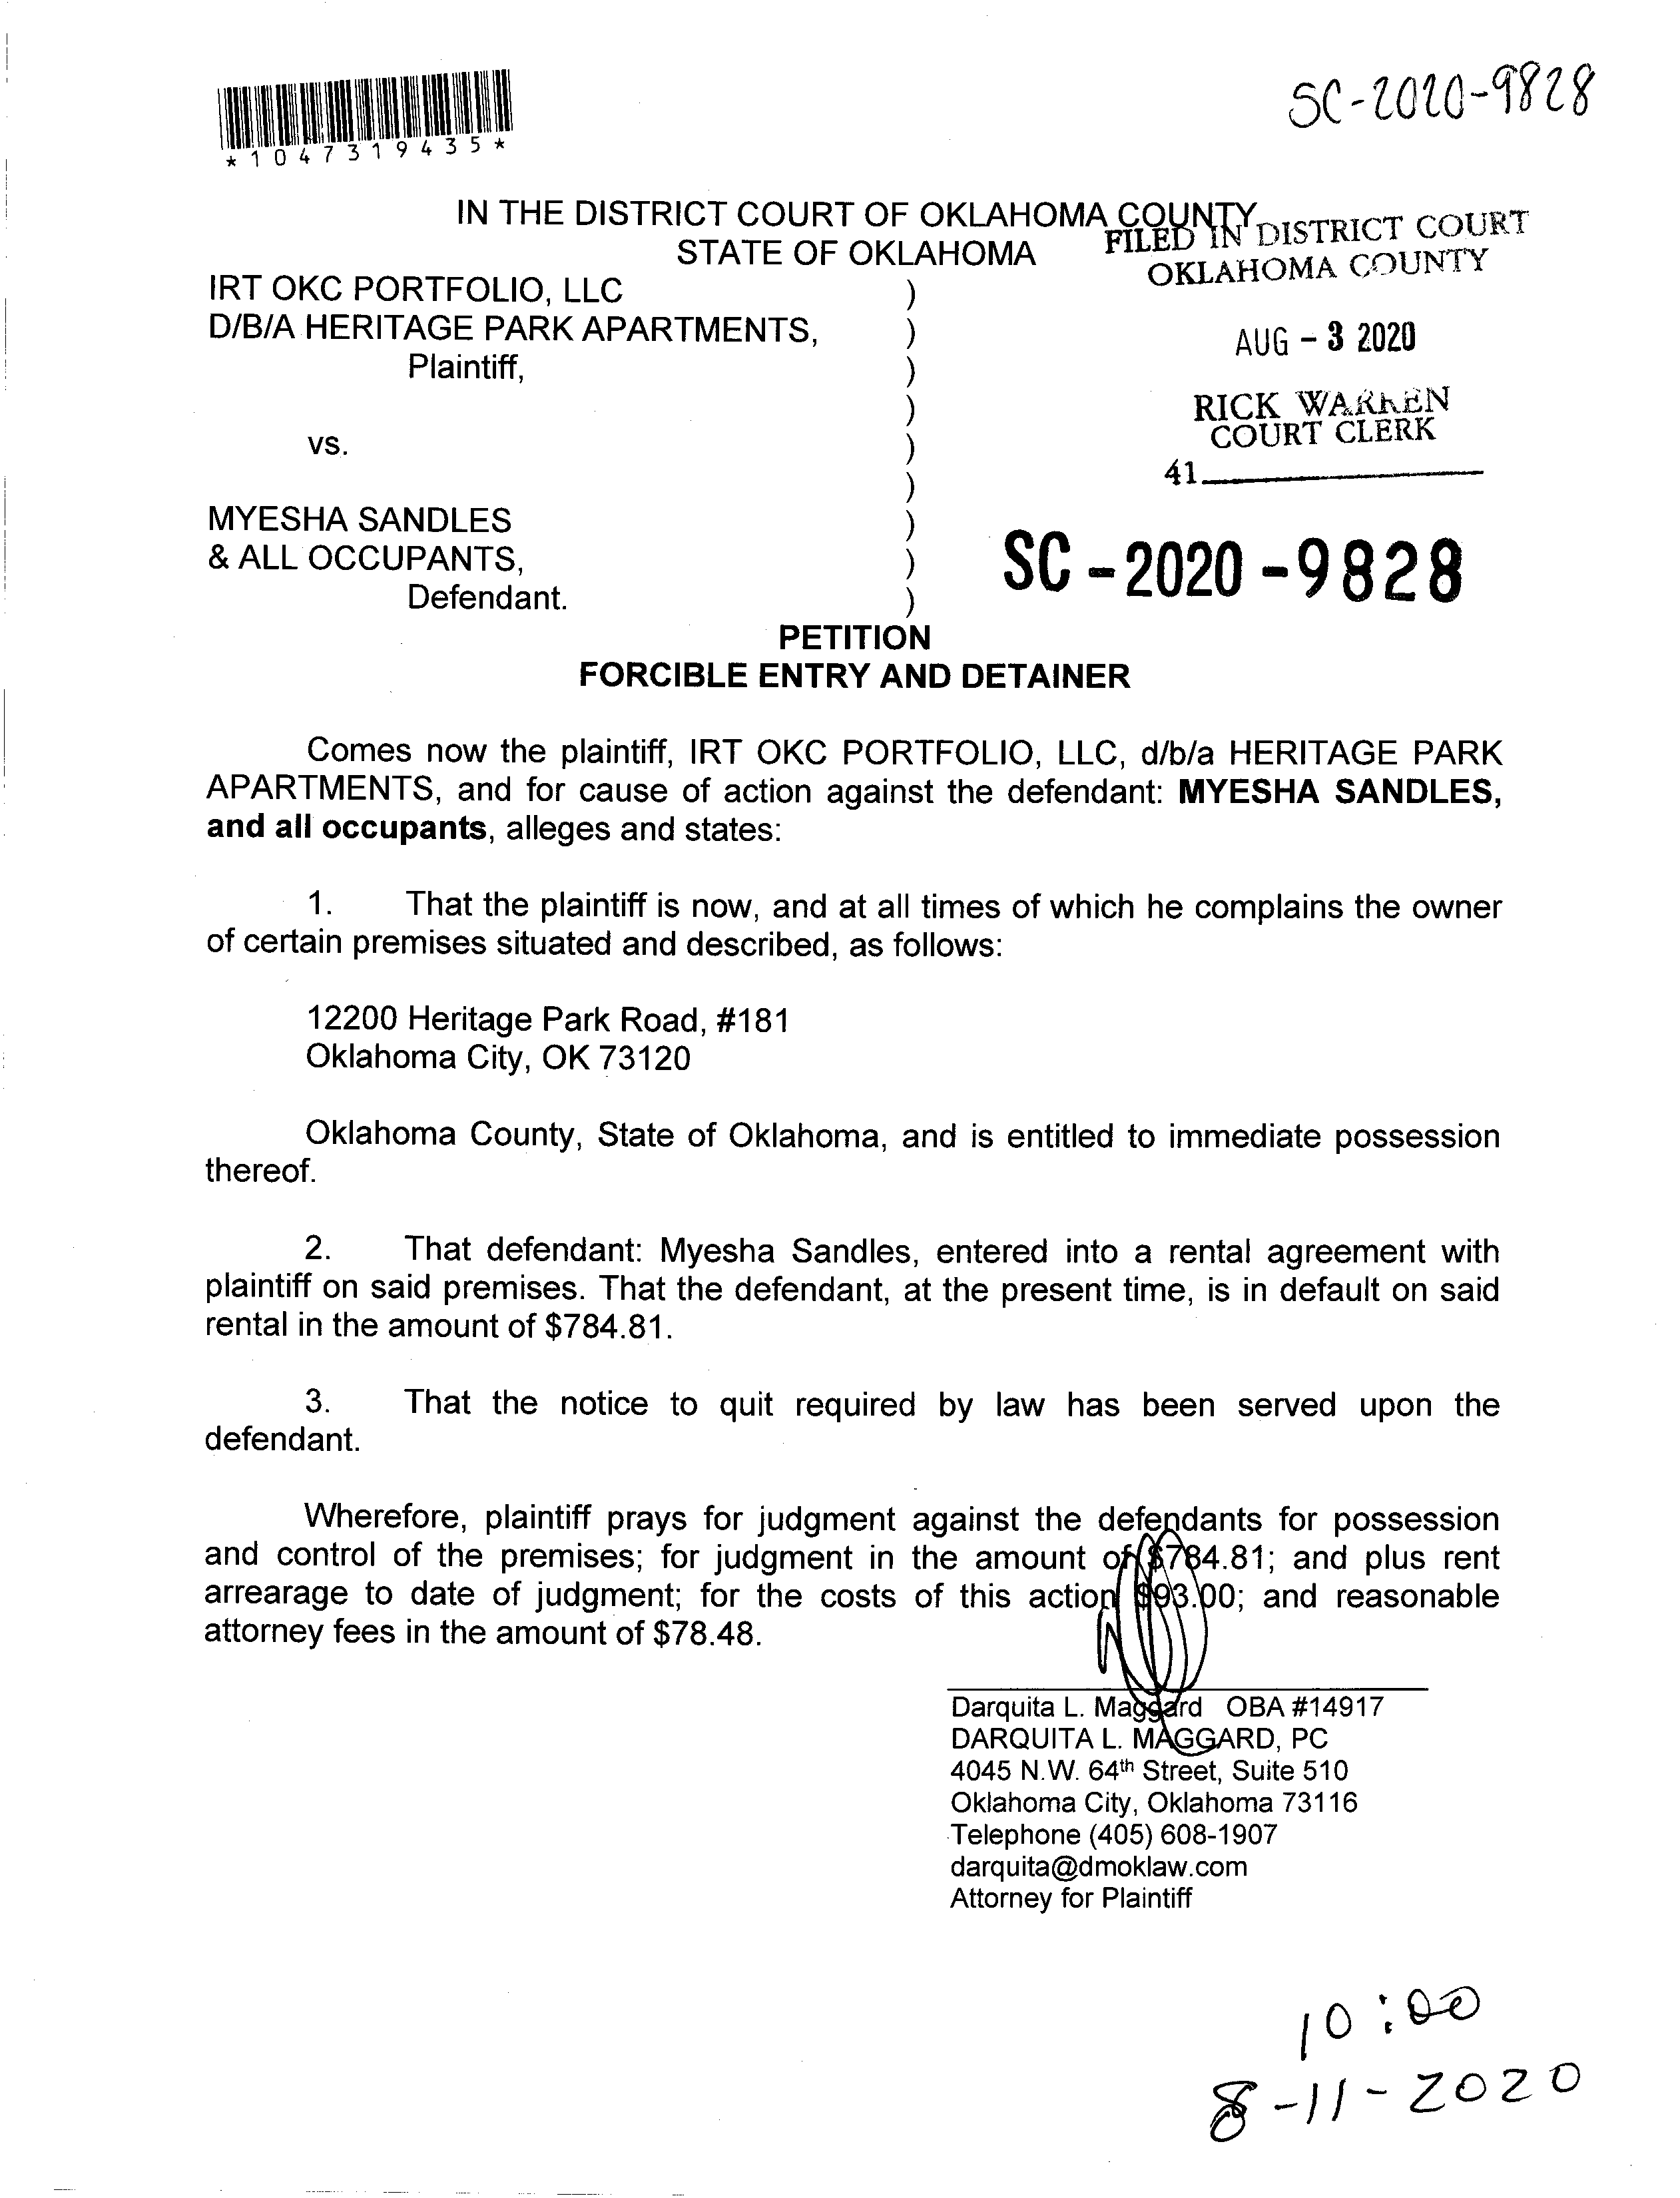 SC-2020-9828
*1047319435*
IN THE DISTRICT COURT OF OKLAHOMA COUNTY
STATE OF OKLAHOMA
FILED IN DISTRICT COURT
OKLAHOMA COUNTY
AUG - 3 2020
RICK WARREN
COURT CLERK
41
IRT OKC PORTFOLIO, LLC )
D/B/A HERITAGE PARK APARTMENTS, )
Plaintiff, )
)
vs. )
)
MYESHA SANDLES )
& ALL OCCUPANTS, )
Defendant. )
SC - 2020 - 9828
PETITION
FORCIBLE ENTRY AND DETAINER
Comes now the plaintiff, IRT OKC PORTFOLIO, LLC, d/b/a HERITAGE PARK
APARTMENTS, and for cause of action against the defendant: MYESHA SANDLES,
and all occupants, alleges and states:
1. That the plaintiff is now, and at all times of which he complains the owner
of certain premises situated and described, as follows:
12200 Heritage Park Road, #181
Oklahoma City, OK 73120
Oklahoma County, State of Oklahoma, and is entitled to immediate possession
thereof.
2. That defendant: Myesha Sandles, entered into a rental agreement with
plaintiff on said premises. That the defendant, at the present time, is in default on said
rental in the amount of $784.81.
3. That the notice to quit required by law has been served upon the
defendant.
Wherefore, plaintiff prays for judgment against the defendants for possession
and control of the premises; for judgment in the amount of $784.81; and plus rent
arrearage to date of judgment; for the costs of this action $93.00; and reasonable
attorney fees in the amount of $78.48.
Darquita L. Maggard OBA #14917
DARQUITA L. MAGGARD, PC
4045 N.W. 64th Street, Suite 510
Oklahoma City, Oklahoma 73116
Telephone (405) 608-1907
darquita@dmoklaw.com
Attorney for Plaintiff
10:00
8-11-2020